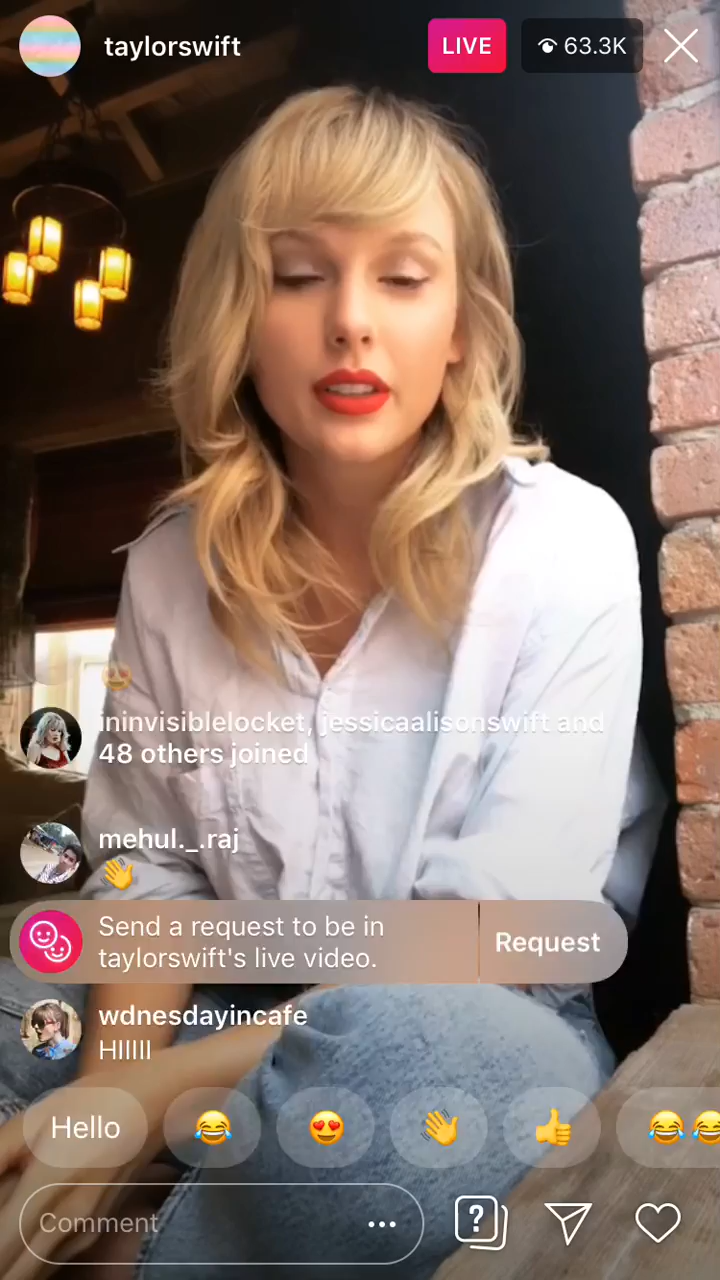 taylorswift
LIVE
63.3K
ininvisiblelocket, jessicaalisonswift and
48 others joined
mehul._.raj
Send a request to be in
taylorswift's live video.
Request
wdnesdayincafe
HIIIII
Hello
Comment
?